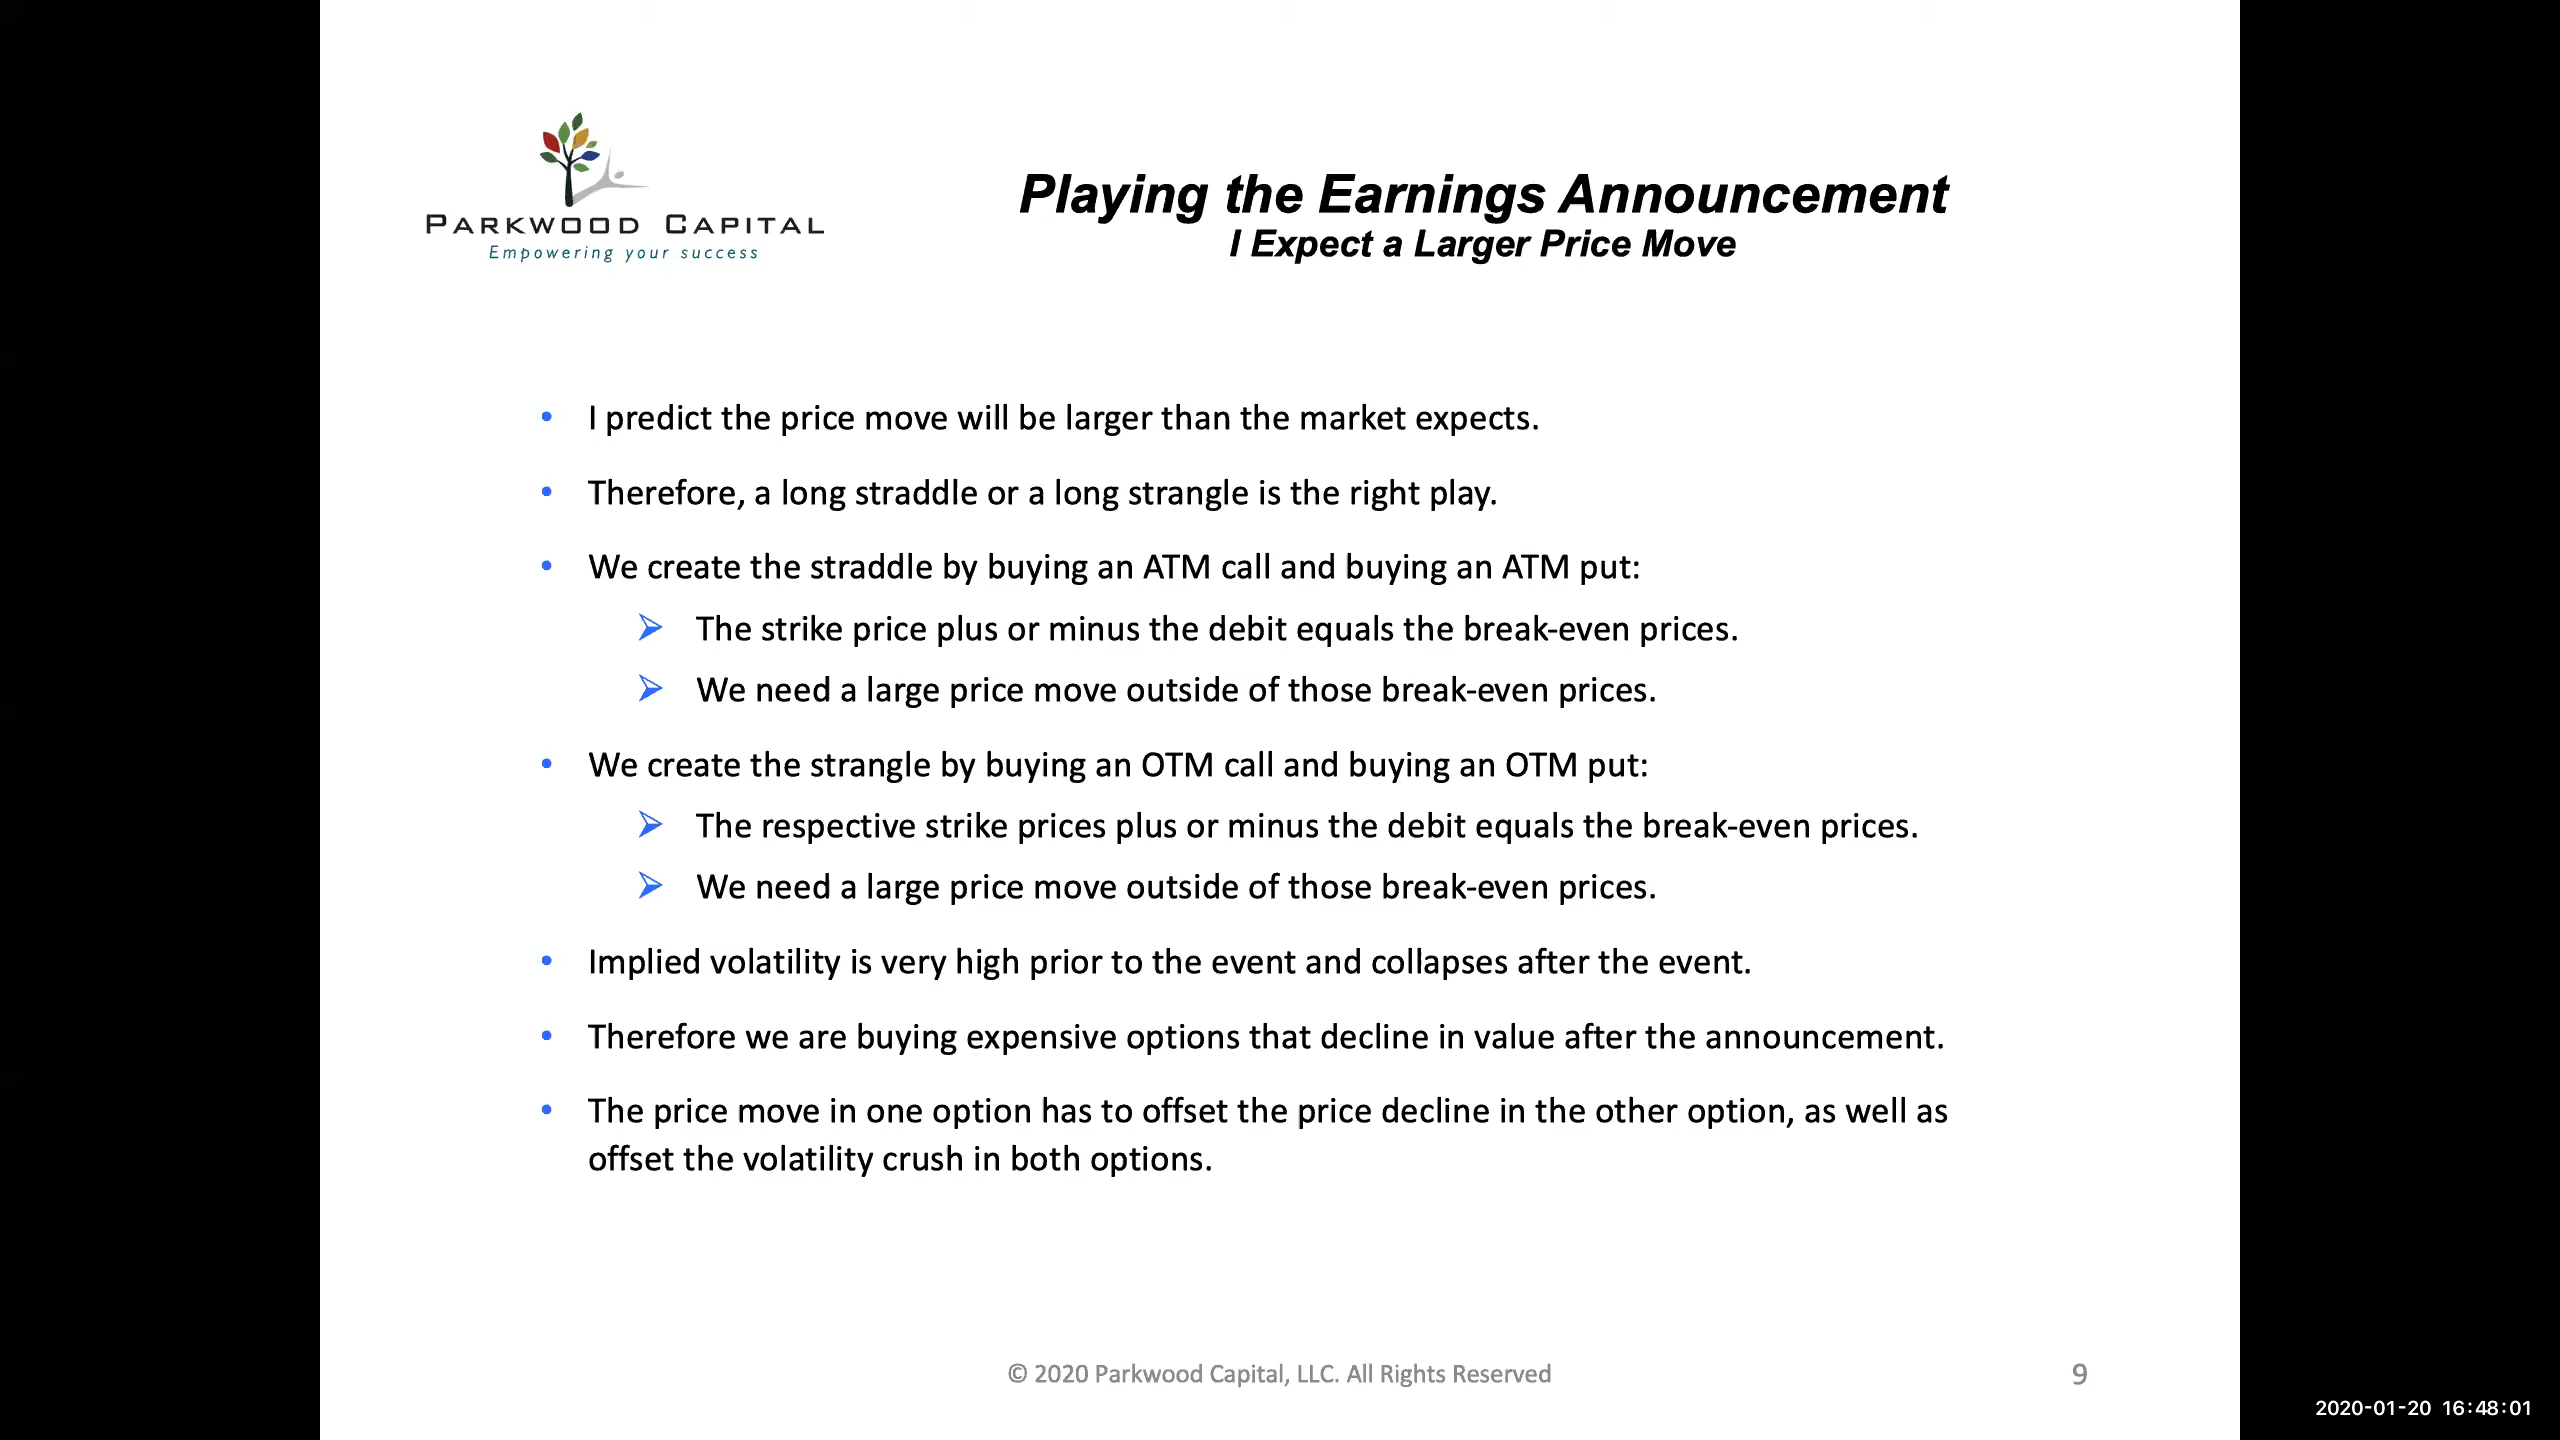 PARKWOOD CAPITAL
Empowering your success
Playing the Earnings Announcement
I Expect a Larger Price Move
• I predict the price move will be larger than the market expects.
• Therefore, a long straddle or a long strangle is the right play.
• We create the straddle by buying an ATM call and buying an ATM put:
➢ The strike price plus or minus the debit equals the break-even prices.
➢ We need a large price move outside of those break-even prices.
• We create the strangle by buying an OTM call and buying an OTM put:
➢ The respective strike prices plus or minus the debit equals the break-even prices.
➢ We need a large price move outside of those break-even prices.
• Implied volatility is very high prior to the event and collapses after the event.
• Therefore we are buying expensive options that decline in value after the announcement.
• The price move in one option has to offset the price decline in the other option, as well as
offset the volatility crush in both options.
© 2020 Parkwood Capital, LLC. All Rights Reserved
9
2020-01-20 16:48:01